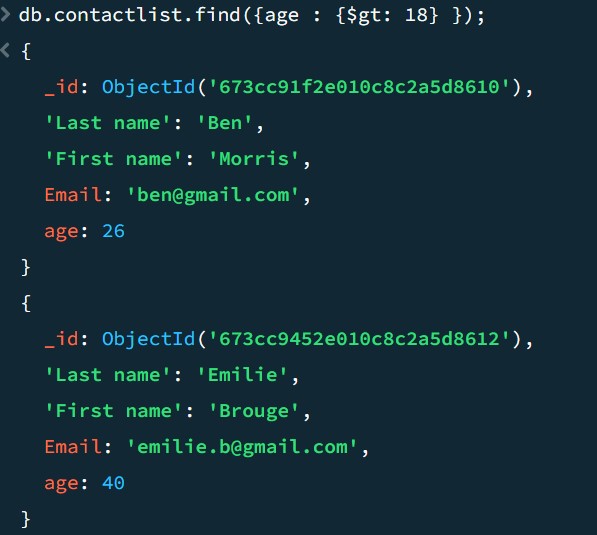 > db.contactlist.find({age : {$gt: 18} });
< {
_id: ObjectId('673cc91f2e010c8c2a5d8610'),
'Last name': 'Ben',
'First name': 'Morris',
Email: 'ben@gmail.com',
age: 26
}
{
_id: ObjectId('673cc9452e010c8c2a5d8612'),
'Last name': 'Emilie',
'First name': 'Brouge',
Email: 'emilie.b@gmail.com',
age: 40
}